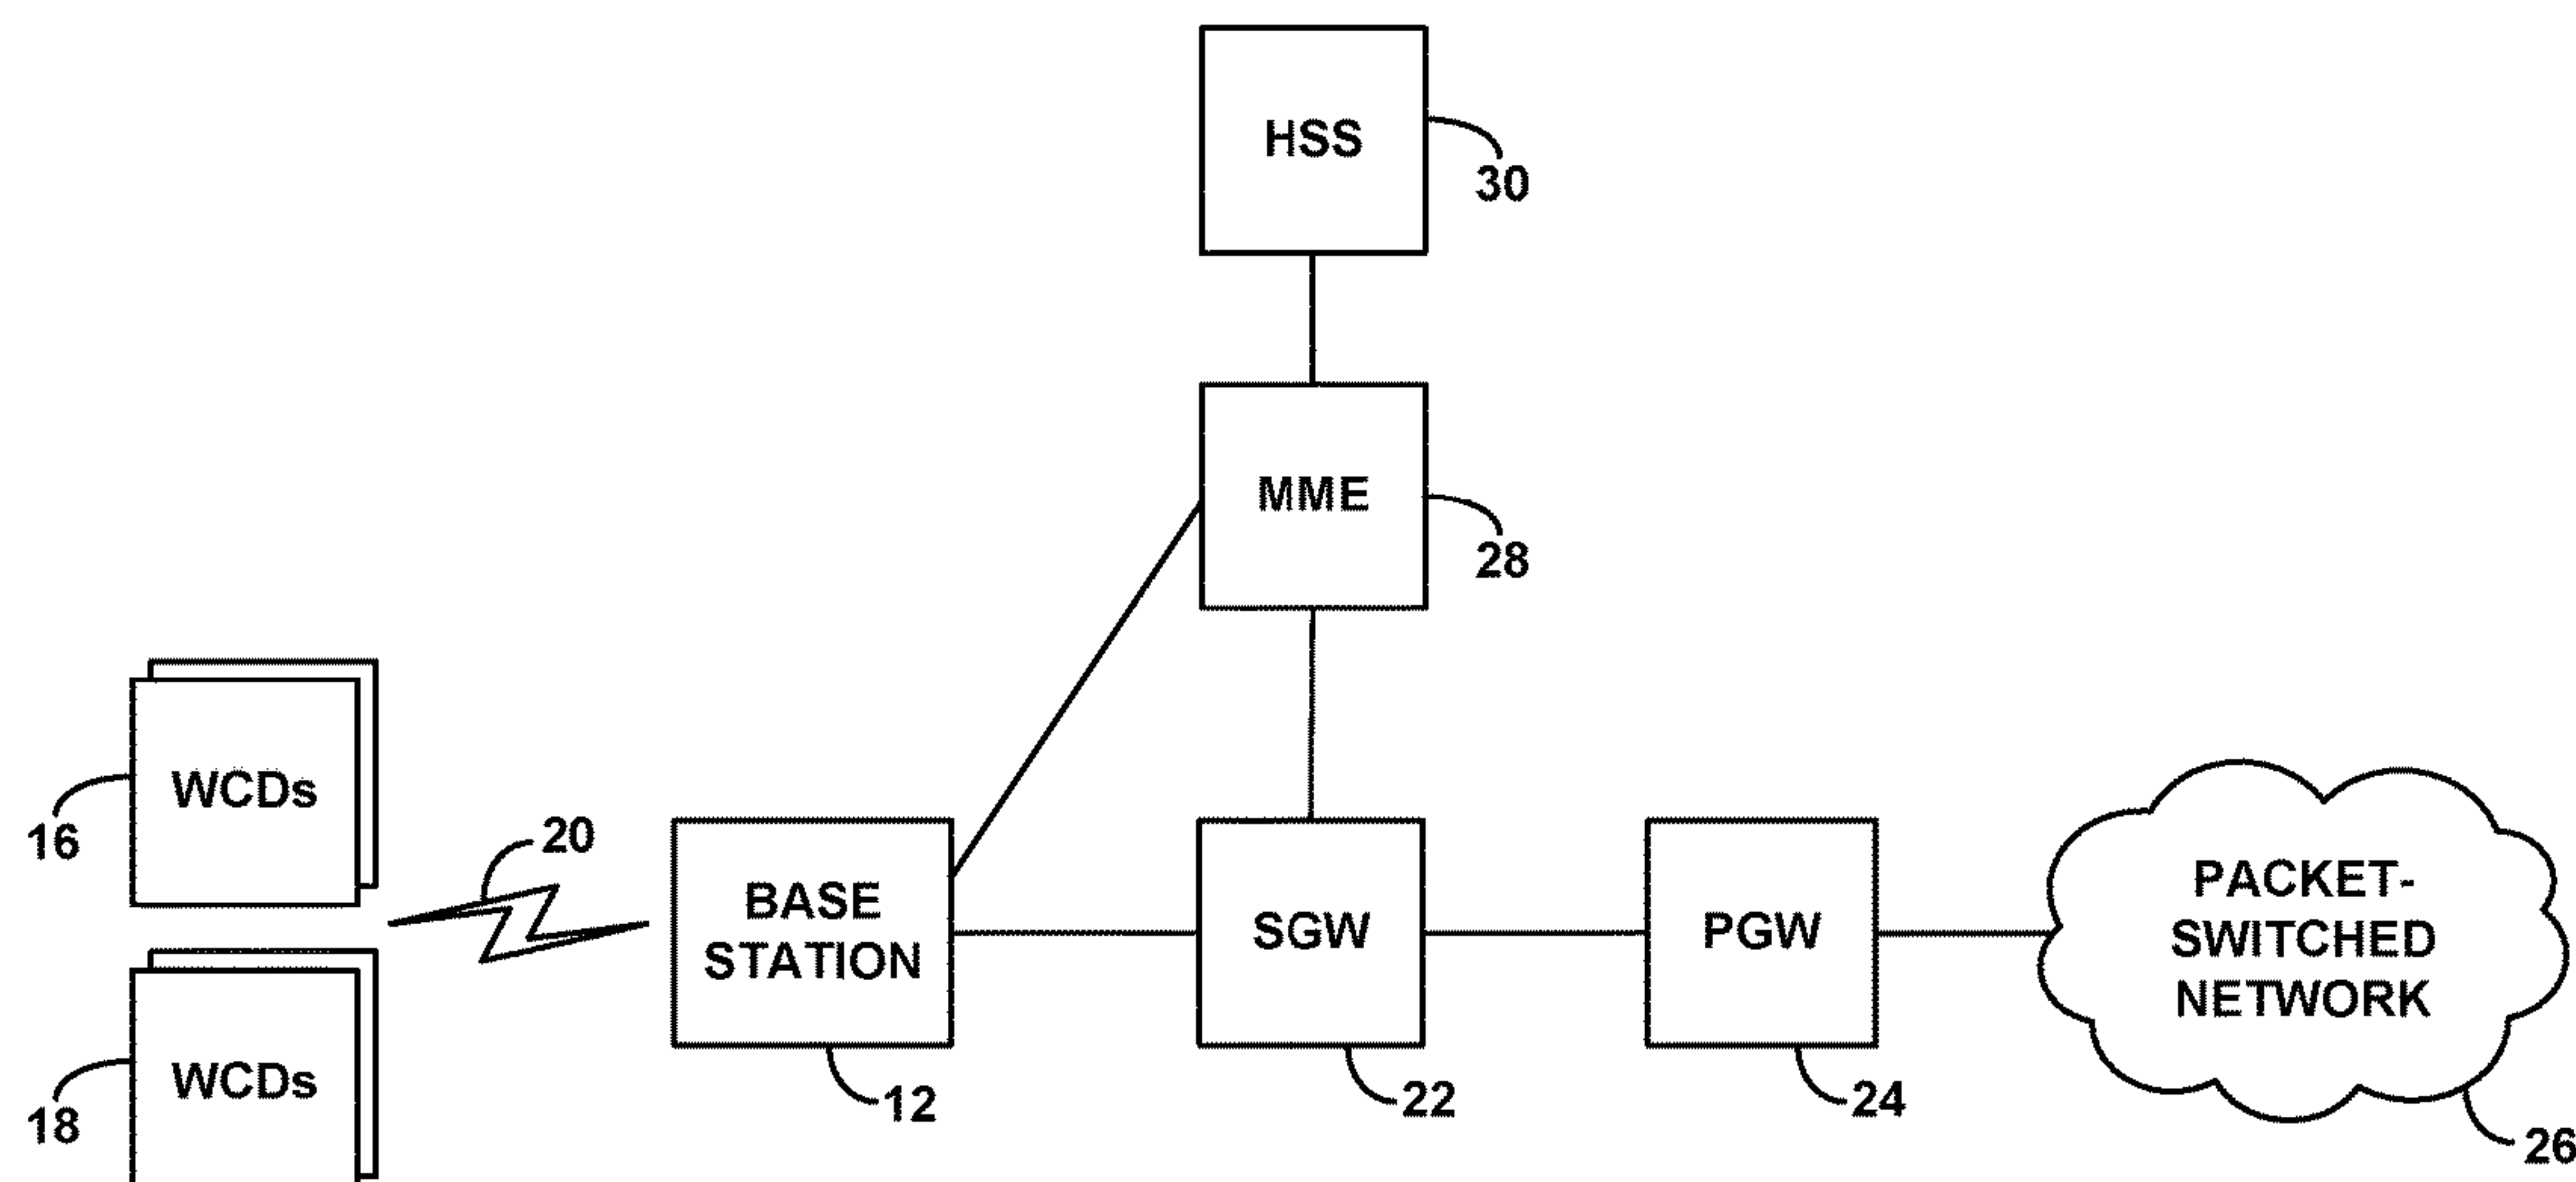 HSS
30
MME
28
WCDs
16
20
BASE
STATION
12
SGW
22
PGW
24
PACKET-
SWITCHED
NETWORK
26
WCDs
18